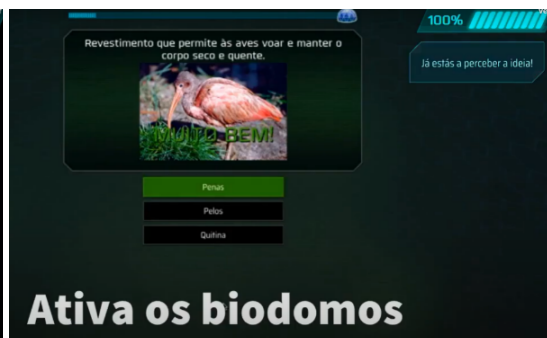 100%
Revestimento que permite às aves voar e manter o
corpo seco e quente.
Já estás a perceber a ideia!
MUITO BEM!
Penas
Pelos
Quitina
Ativa os biodomos